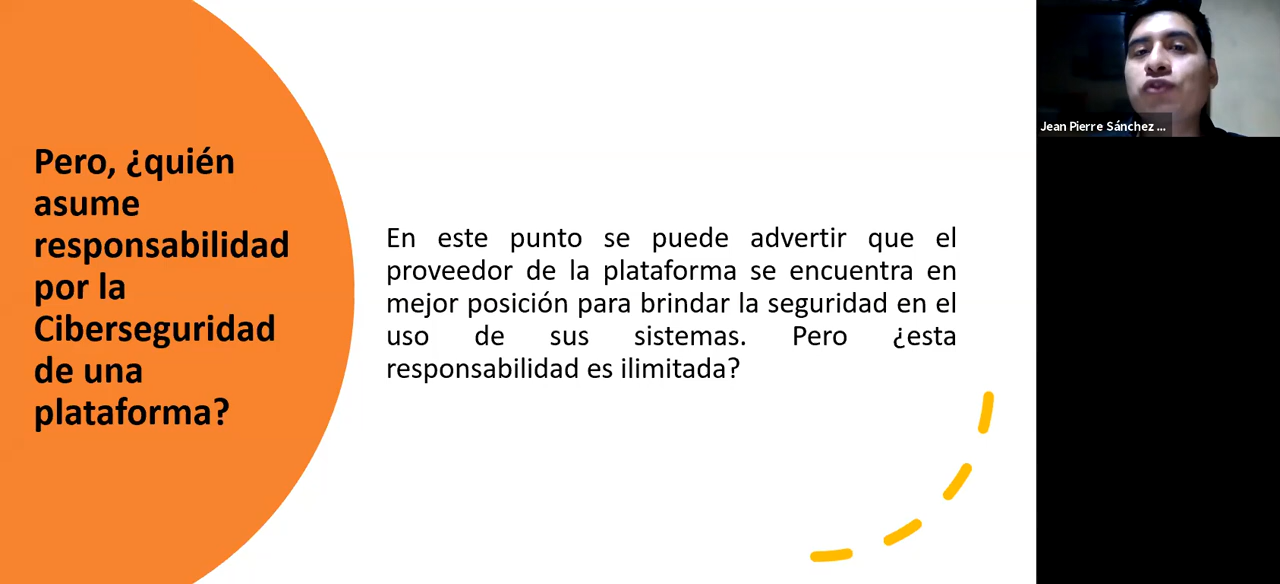 Pero, ¿quién
asume
responsabilidad
por la
Ciberseguridad
de una
plataforma?
En este punto se puede advertir que el
proveedor de la plataforma se encuentra en
mejor posición para brindar la seguridad en el
uso de sus sistemas. Pero ¿esta
responsabilidad es ilimitada?
Jean Pierre Sánchez ...